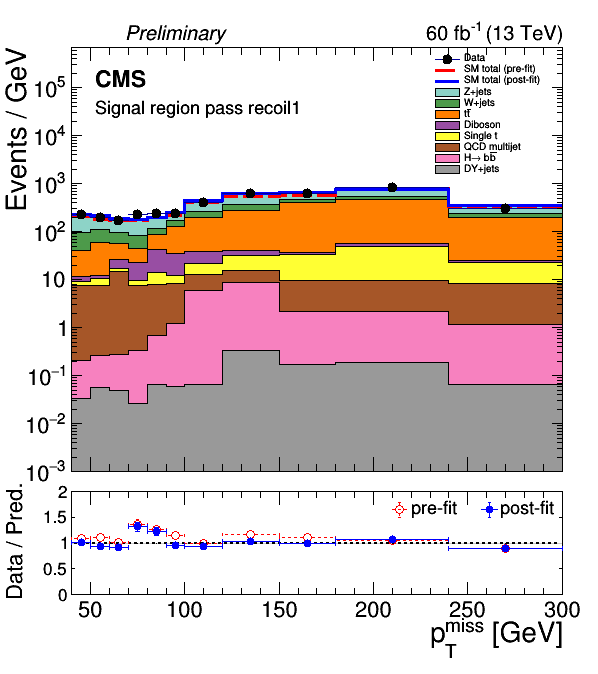 Preliminary 60 fb⁻¹ (13 TeV)
Events / GeV
10⁵
10⁴
10³
10²
10
1
10⁻¹
10⁻²
10⁻³
CMS
Signal region pass recoil1
Data
SM total (pre-fit)
SM total (post-fit)
Z+jets
W+jets
tt̅
Diboson
Single t
QCD multijet
H→ bb̅
DY+jets
Data / Pred.
2
1.5
1
0.5
0
pre-fit post-fit
50 100 150 200 250 300
p_T^miss [GeV]